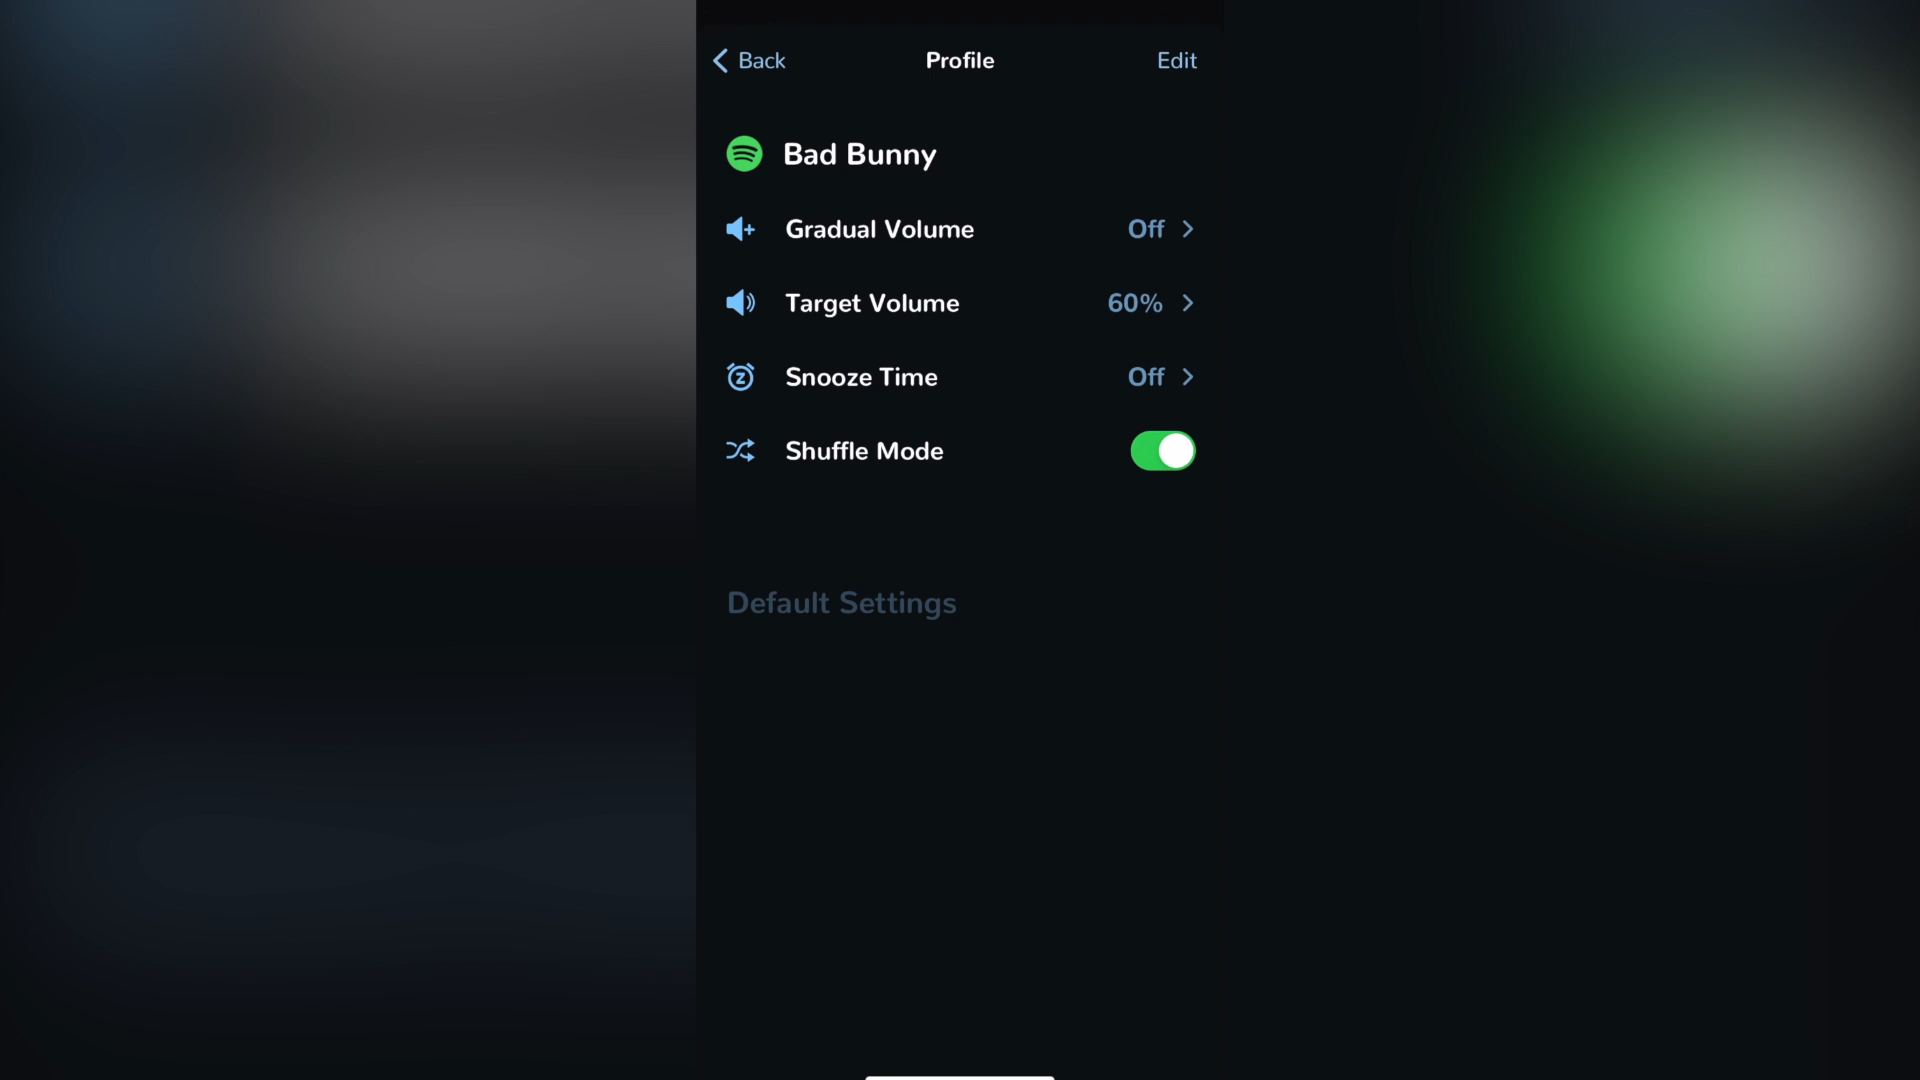 Back
Profile
Edit
Bad Bunny
Gradual Volume
Off
Target Volume
60%
Snooze Time
Off
Shuffle Mode
Default Settings